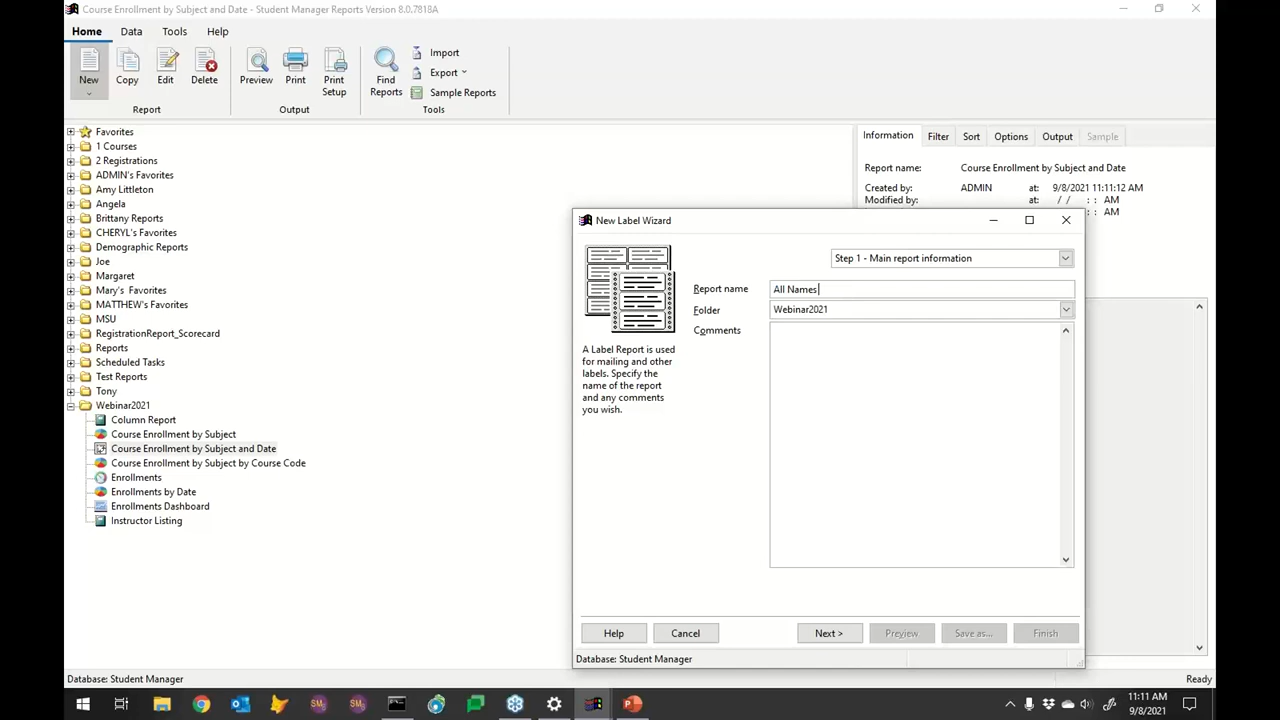 Course Enrollment by Subject and Date - Student Manager Reports Version 8.0.7818A
Home Data Tools Help
New Copy Edit Delete Preview Print Print Setup Find Reports Import Export Sample Reports
Report Output Tools
Favorites
1 Courses
2 Registrations
ADMIN's Favorites
Amy Littleton
Angela
Brittany Reports
CHERYL's Favorites
Demographic Reports
Joe
Margaret
Mary's Favorites
MATTHEW's Favorites
MSU
RegistrationReport_Scorecard
Reports
Scheduled Tasks
Test Reports
Tony
Webinar2021
Column Report
Course Enrollment by Subject
Course Enrollment by Subject and Date
Course Enrollment by Subject by Course Code
Enrollments
Enrollments by Date
Enrollments Dashboard
Instructor Listing
Information Filter Sort Options Output Sample
Report name: Course Enrollment by Subject and Date
Created by: ADMIN at: 9/8/2021 11:11:12 AM
Modified by: at: / / : : AM
: : AM
New Label Wizard
Step 1 - Main report information
Report name All Names
Folder Webinar2021
Comments
A Label Report is used
for mailing and other
labels. Specify the
name of the report
and any comments
you wish.
Help Cancel Next > Preview Save as... Finish
Database: Student Manager
Database: Student Manager Ready
11:11 AM
9/8/2021